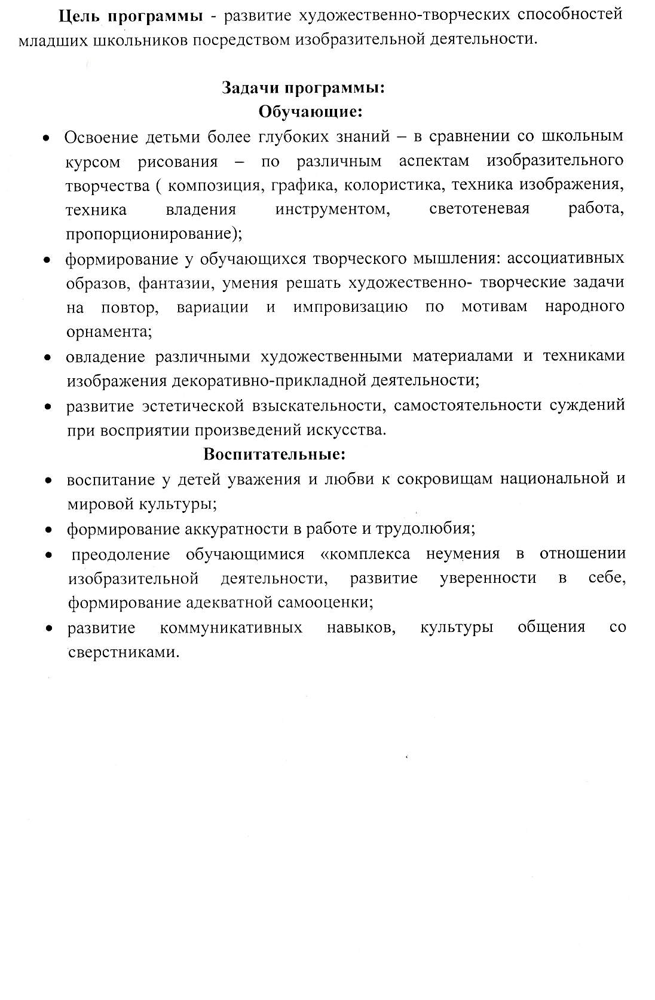 Цель программы - развитие художественно-творческих способностей
младших школьников посредством изобразительной деятельности.
Задачи программы:
Обучающие:
• Освоение детьми более глубоких знаний – в сравнении со школьным
курсом рисования – по различным аспектам изобразительного
творчества ( композиция, графика, колористика, техника изображения,
техника владения инструментом, светотеневая работа,
пропорционирование);
• формирование у обучающихся творческого мышления: ассоциативных
образов, фантазии, умения решать художественно- творческие задачи
на повтор, вариации и импровизацию по мотивам народного
орнамента;
• овладение различными художественными материалами и техниками
изображения декоративно-прикладной деятельности;
• развитие эстетической взыскательности, самостоятельности суждений
при восприятии произведений искусства.
Воспитательные:
• воспитание у детей уважения и любви к сокровищам национальной и
мировой культуры;
• формирование аккуратности в работе и трудолюбия;
• преодоление обучающимися «комплекса неумения в отношении
изобразительной деятельности, развитие уверенности в себе,
формирование адекватной самооценки;
• развитие коммуникативных навыков, культуры общения со
сверстниками.